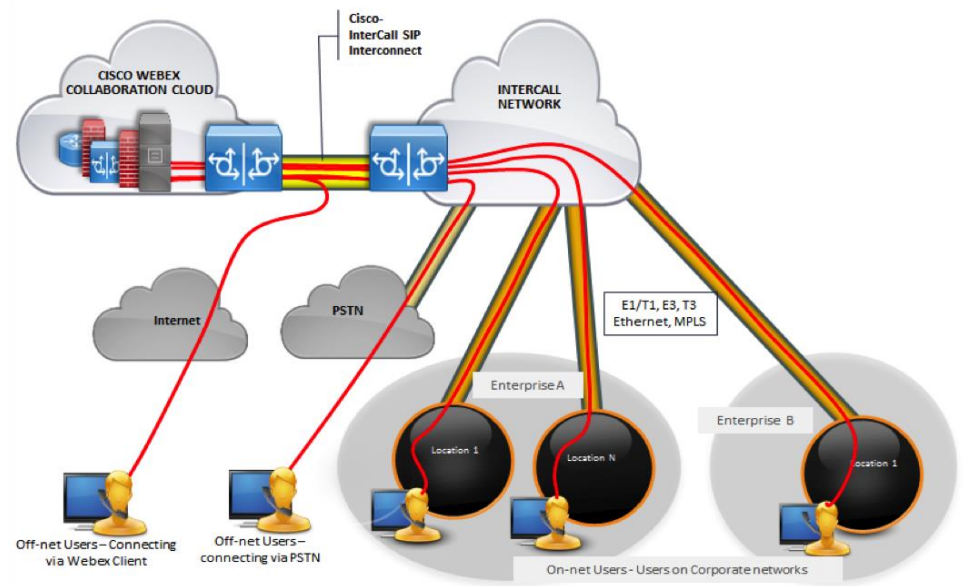 Cisco-
InterCall SIP
Interconnect
CISCO WEBEX
COLLABORATION CLOUD
INTERCALL
NETWORK
Internet
PSTN
E1/T1, E3, T3
Ethernet, MPLS
Enterprise A
Enterprise B
Location 1
Location N
Location 1
Off-net Users – Connecting
via Webex Client
Off-net Users –
connecting via PSTN
On-net Users - Users on Corporate networks